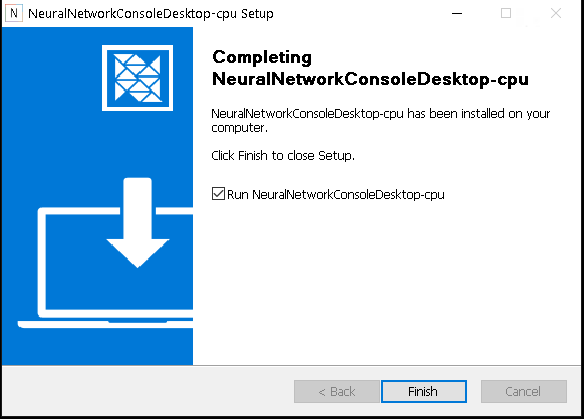 N NeuralNetworkConsoleDesktop-cpu Setup
Completing
NeuralNetworkConsoleDesktop-cpu
NeuralNetworkConsoleDesktop-cpu has been installed on your
computer.
Click Finish to close Setup.
Run NeuralNetworkConsoleDesktop-cpu
< Back Finish Cancel